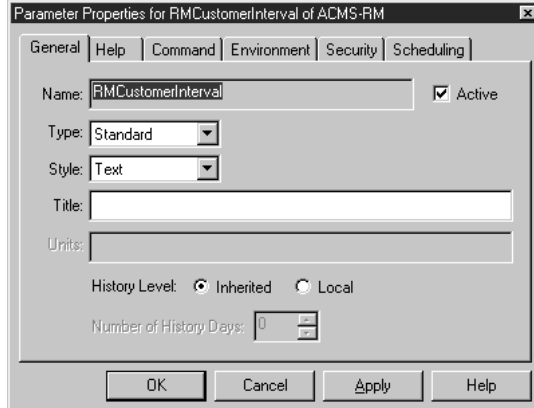 Parameter Properties for RMCustomerInterval of ACMS-RM
General Help Command Environment Security Scheduling
Name: RMCustomerInterval Active
Type: Standard
Style: Text
Title:
Units:
History Level: Inherited Local
Number of History Days: 0
OK Cancel Apply Help